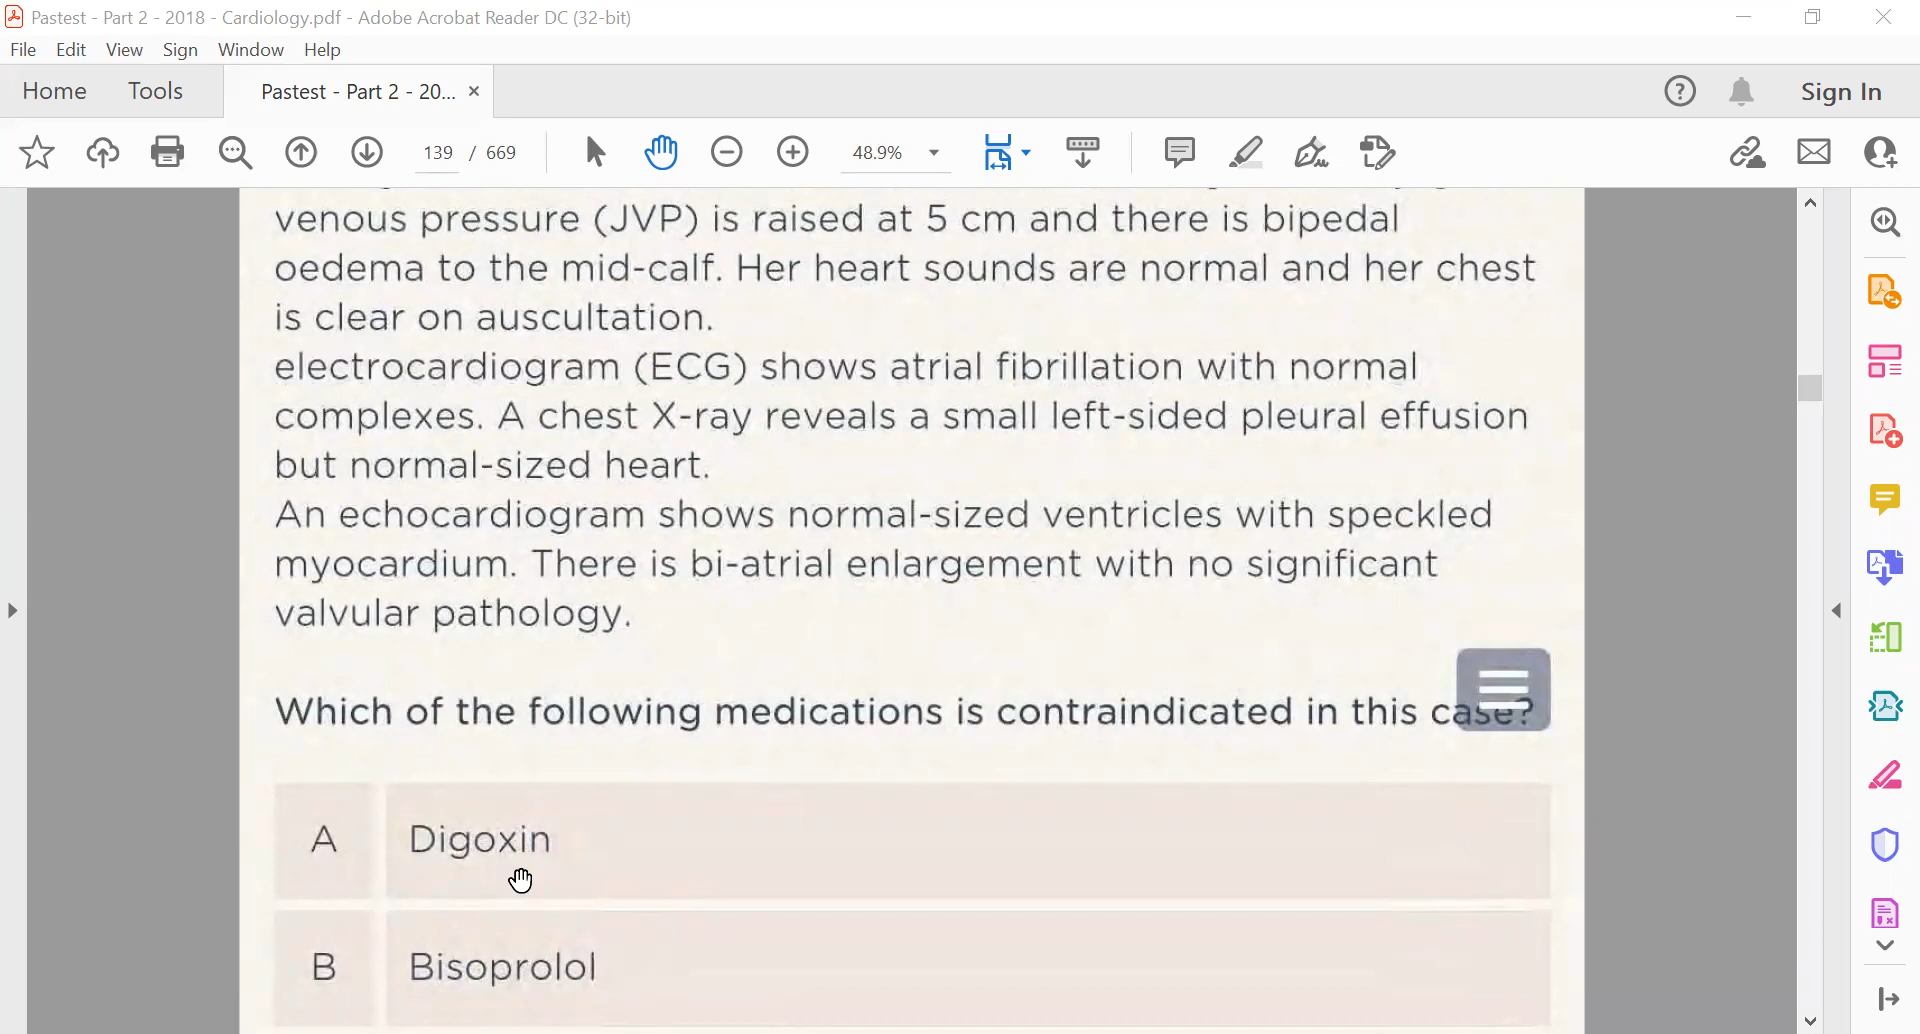 Pastest - Part 2 - 2018 - Cardiology.pdf - Adobe Acrobat Reader DC (32-bit)
File Edit View Sign Window Help
Home Tools Pastest - Part 2 - 20... × Sign In
139 / 669 48.9%
venous pressure (JVP) is raised at 5 cm and there is bipedal
oedema to the mid-calf. Her heart sounds are normal and her chest
is clear on auscultation.
electrocardiogram (ECG) shows atrial fibrillation with normal
complexes. A chest X-ray reveals a small left-sided pleural effusion
but normal-sized heart.
An echocardiogram shows normal-sized ventricles with speckled
myocardium. There is bi-atrial enlargement with no significant
valvular pathology.
Which of the following medications is contraindicated in this case?
A Digoxin
B Bisoprolol